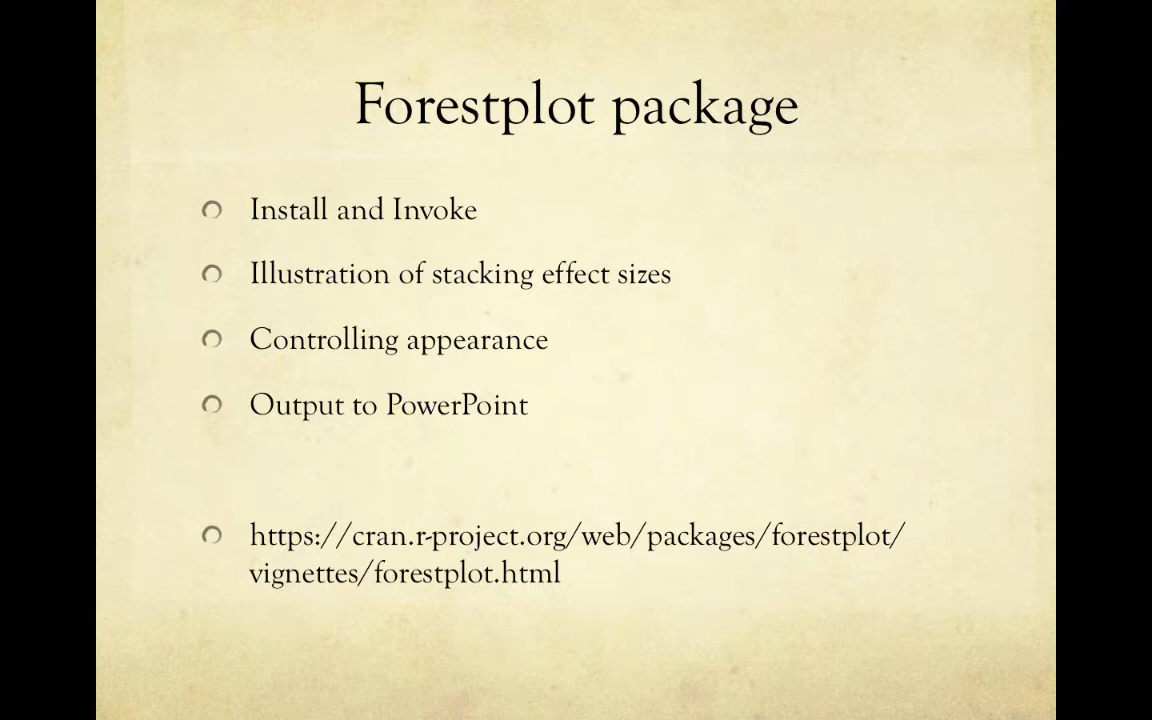 Forestplot package
Install and Invoke
Illustration of stacking effect sizes
Controlling appearance
Output to PowerPoint
https://cran.r-project.org/web/packages/forestplot/
vignettes/forestplot.html